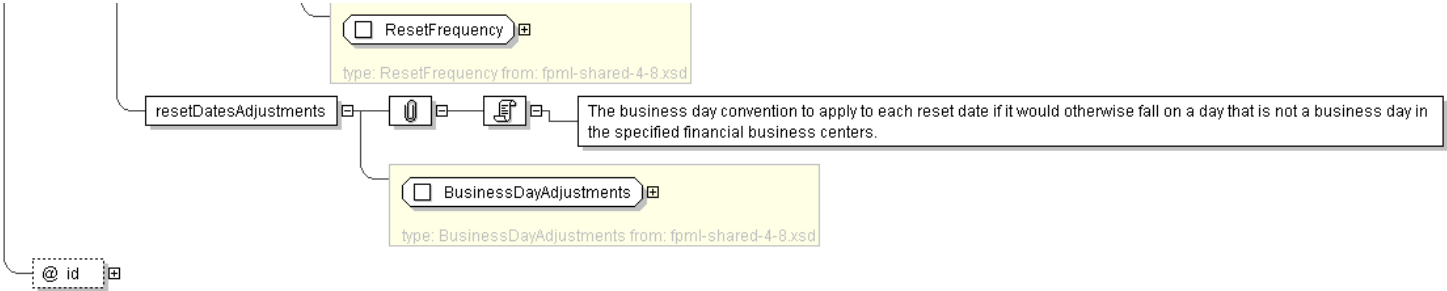 ResetFrequency
type: ResetFrequency from: fpml-shared-4-8.xsd
resetDatesAdjustments
The business day convention to apply to each reset date if it would otherwise fall on a day that is not a business day in
the specified financial business centers.
BusinessDayAdjustments
type: BusinessDayAdjustments from: fpml-shared-4-8.xsd
@ id